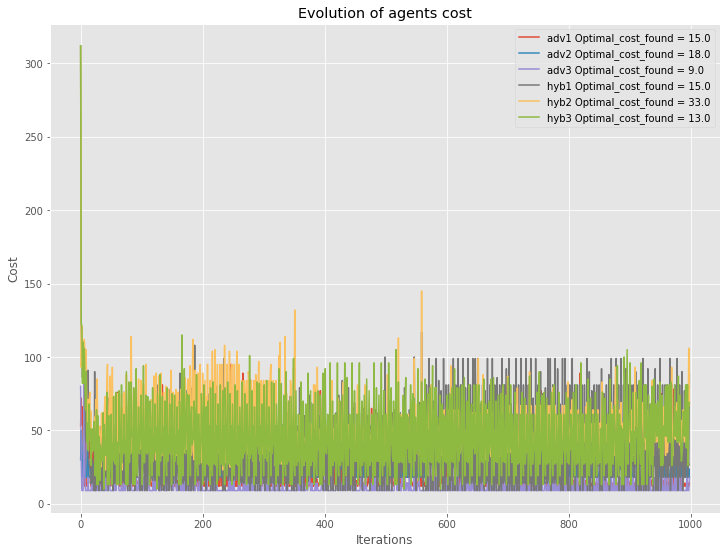 Evolution of agents cost
adv1 Optimal_cost_found = 15.0
adv2 Optimal_cost_found = 18.0
adv3 Optimal_cost_found = 9.0
hyb1 Optimal_cost_found = 15.0
hyb2 Optimal_cost_found = 33.0
hyb3 Optimal_cost_found = 13.0
300
250
200
150
100
50
0
Cost
0 200 400 600 800 1000
Iterations